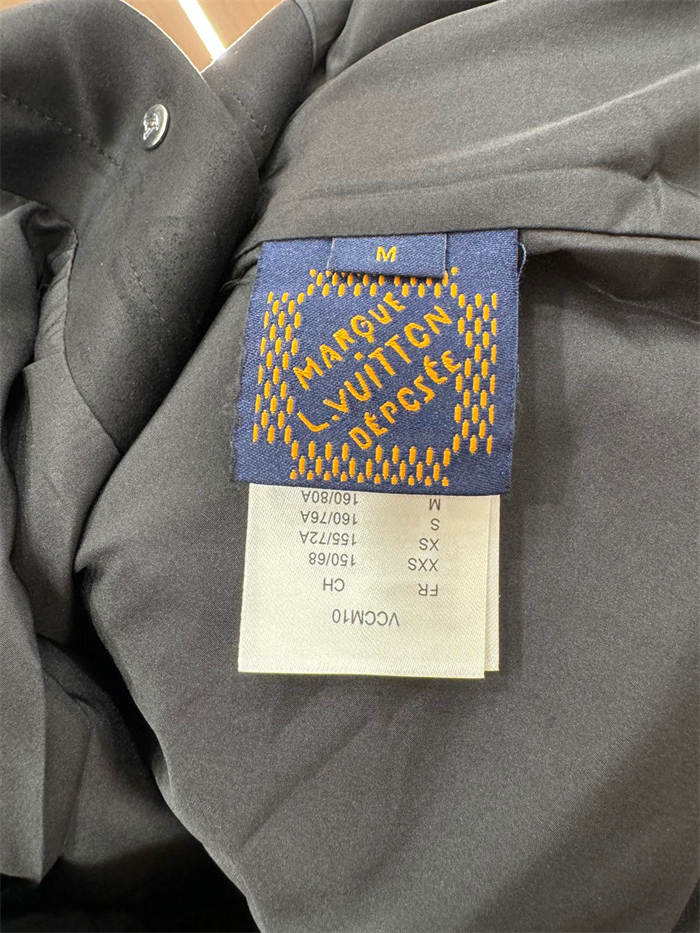 M
MARQUE
L.VUITTON
DÉPOSÉE
VCCM10
FR CH
XXS 150/68
XS 155/72A
S 160/76A
M 160/80A